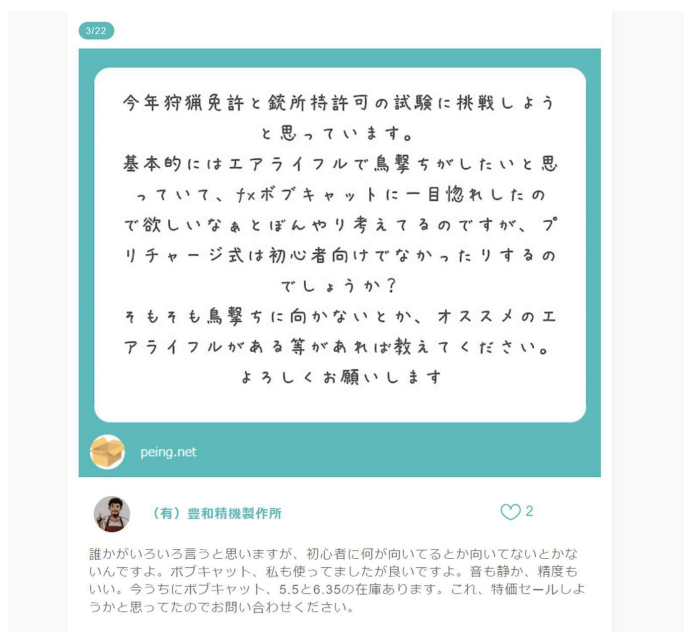 3/22
今年狩猟免許と銃所持許可の試験に挑戦しよう
と思っています。
基本的にはエアライフルで鳥撃ちがしたいと思
っていて、fxボブキャットに一目惚れしたの
で欲しいなぁとぼんやり考えてるのですが、プ
リチャージ式は初心者向けでなかったりするの
でしょうか？
そもそも鳥撃ちに向かないとか、オススメのエ
アライフルがある等があれば教えてください。
よろしくお願いします
peing.net
（有）豊和精機製作所
2
誰かがいろいろ言うと思いますが、初心者に何が向いてるとか向いてないとかな
いんですよ。ボブキャット、私も使ってましたが良いですよ。音も静か、精度も
いい。今うちにボブキャット、5.5と6.35の在庫あります。これ、特価セールしよ
うかと思ってたのでお問い合わせください。